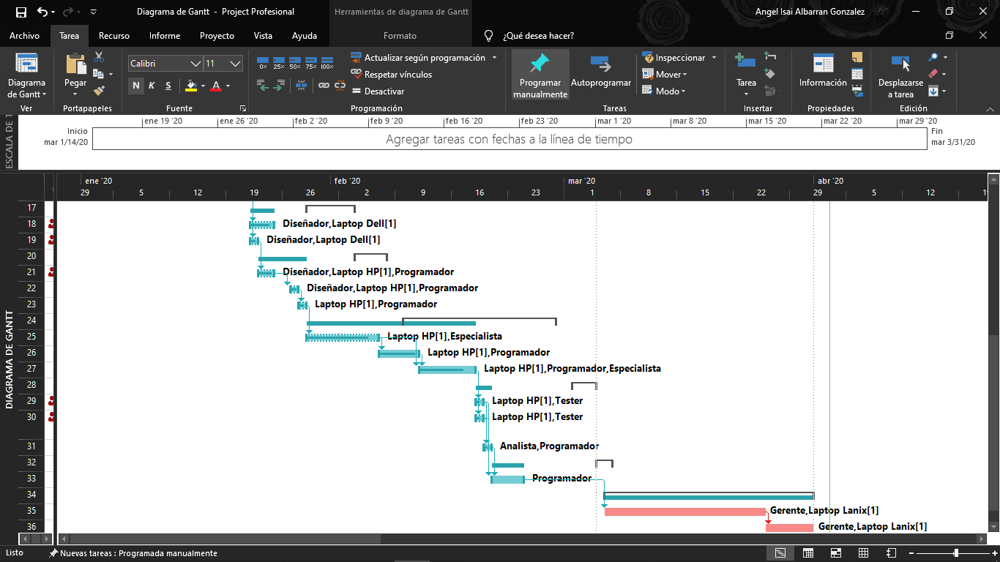 Diagrama de Gantt - Project Profesional
Herramientas de diagrama de Gantt
Angel Isai Albarran Gonzalez
Archivo Tarea Recurso Informe Proyecto Vista Ayuda Formato ¿Qué desea hacer?
Diagrama de Gantt
Ver
Pegar
Portapapeles
Calibri 11
N K S A
Fuente
0% 25% 50% 75% 100%
Actualizar según programación
Respetar vínculos
Desactivar
Programación
Programar manualmente
Autoprogramar
Inspeccionar
Mover
Modo
Tareas
Tarea
Insertar
Información
Propiedades
Desplazarse a tarea
Edición
ESCALA DE T
ene 19 '20 ene 26 '20 feb 2 '20 feb 9 '20 feb 16 '20 feb 23 '20 mar 1 '20 mar 8 '20 mar 15 '20 mar 22 '20 mar 29 '20
Inicio
mar 1/14/20
Agregar tareas con fechas a la línea de tiempo
Fin
mar 3/31/20
DIAGRAMA DE GANTT
ene '20 feb '20 mar '20 abr '20
29 5 12 19 26 2 9 16 23 1 8 15 22 29 5 12 19
17
18 Diseñador,Laptop Dell[1]
19 Diseñador,Laptop Dell[1]
20
21 Diseñador,Laptop HP[1],Programador
22 Diseñador,Laptop HP[1],Programador
23 Laptop HP[1],Programador
24
25 Laptop HP[1],Especialista
26 Laptop HP[1],Programador
27 Laptop HP[1],Programador,Especialista
28
29 Laptop HP[1],Tester
30 Laptop HP[1],Tester
31 Analista,Programador
32
33 Programador
34
35 Gerente,Laptop Lanix[1]
36 Gerente,Laptop Lanix[1]
Listo Nuevas tareas : Programada manualmente